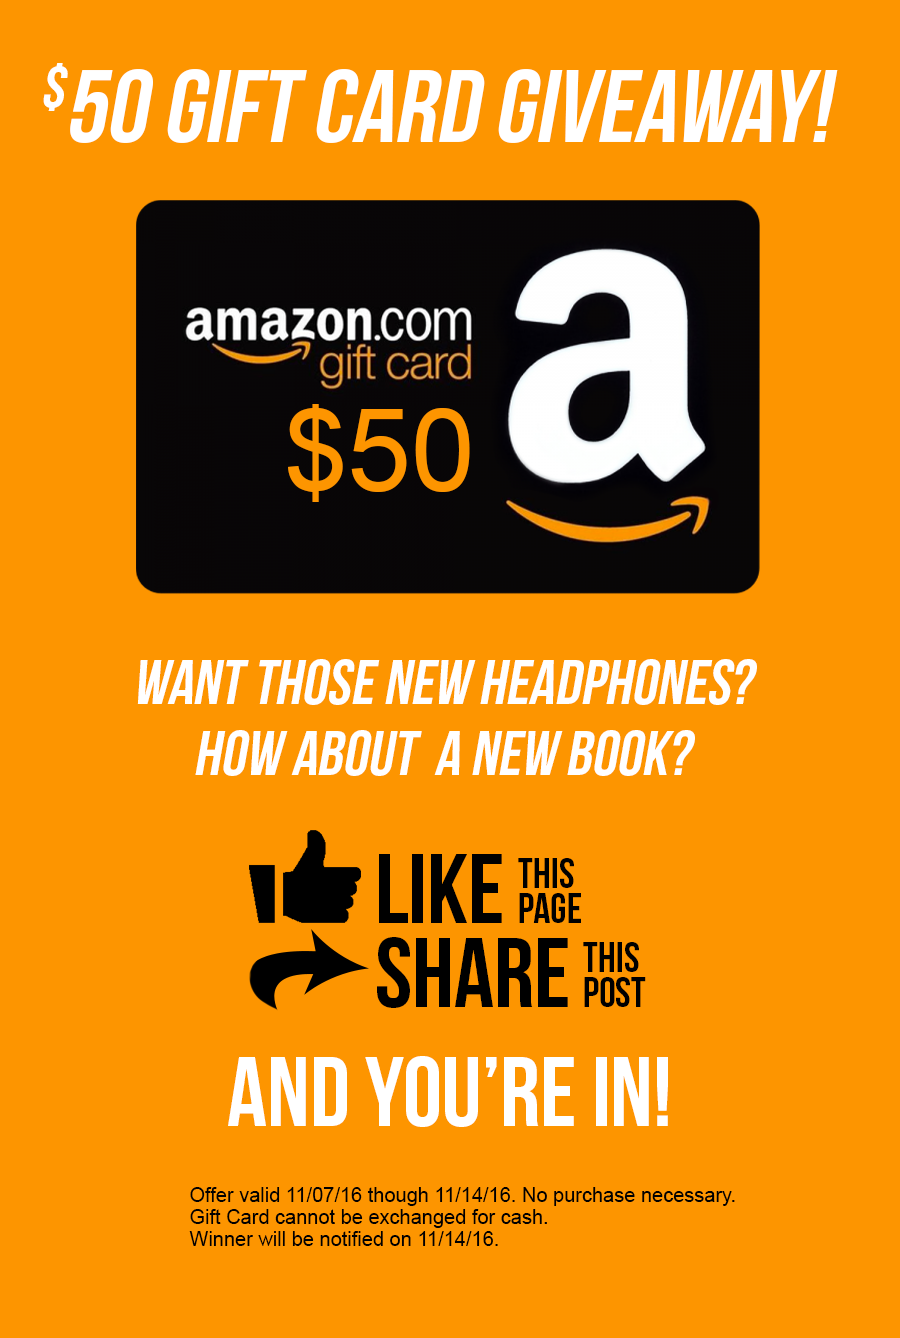 $50 GIFT CARD GIVEAWAY!
amazon.com
gift card
$50
a
WANT THOSE NEW HEADPHONES?
HOW ABOUT A NEW BOOK?
LIKE THIS PAGE
SHARE THIS POST
AND YOU'RE IN!
Offer valid 11/07/16 though 11/14/16. No purchase necessary.
Gift Card cannot be exchanged for cash.
Winner will be notified on 11/14/16.